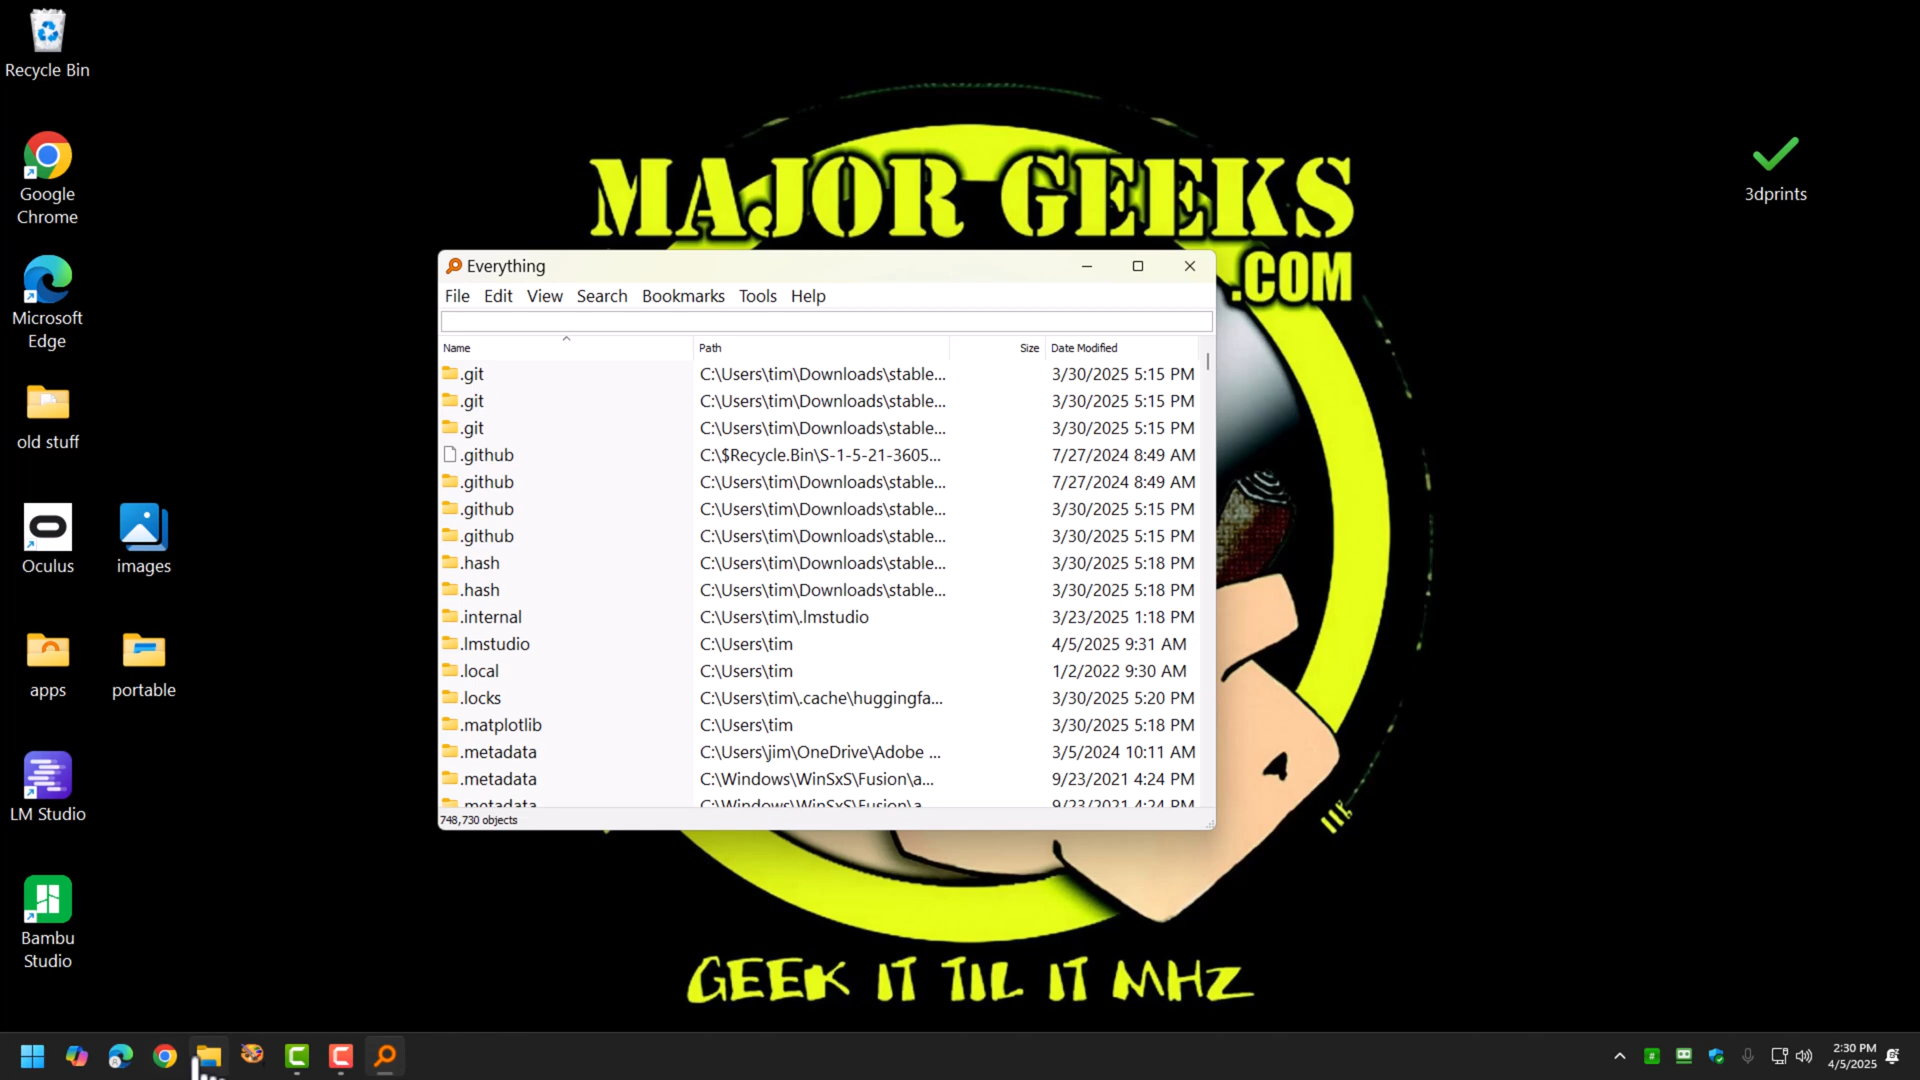 Recycle Bin
Google
Chrome
Microsoft
Edge
old stuff
Oculus
images
apps
portable
LM Studio
Bambu
Studio
3dprints
MAJOR GEEKS
.COM
Everything
File Edit View Search Bookmarks Tools Help
Name Path Size Date Modified
.git C:\Users\tim\Downloads\stable... 3/30/2025 5:15 PM
.git C:\Users\tim\Downloads\stable... 3/30/2025 5:15 PM
.git C:\Users\tim\Downloads\stable... 3/30/2025 5:15 PM
.github C:\$Recycle.Bin\S-1-5-21-3605... 7/27/2024 8:49 AM
.github C:\Users\tim\Downloads\stable... 7/27/2024 8:49 AM
.github C:\Users\tim\Downloads\stable... 3/30/2025 5:15 PM
.github C:\Users\tim\Downloads\stable... 3/30/2025 5:15 PM
.hash C:\Users\tim\Downloads\stable... 3/30/2025 5:18 PM
.hash C:\Users\tim\Downloads\stable... 3/30/2025 5:18 PM
.internal C:\Users\tim\.lmstudio 3/23/2025 1:18 PM
.lmstudio C:\Users\tim 4/5/2025 9:31 AM
.local C:\Users\tim 1/2/2022 9:30 AM
.locks C:\Users\tim\.cache\huggingfa... 3/30/2025 5:20 PM
.matplotlib C:\Users\tim 3/30/2025 5:18 PM
.metadata C:\Users\jim\OneDrive\Adobe ... 3/5/2024 10:11 AM
.metadata C:\Windows\WinSxS\Fusion\a... 9/23/2021 4:24 PM
.metadata C:\Windows\WinSxS\Fusion\a... 9/23/2021 4:24 PM
748,730 objects
GEEK IT TIL IT MHZ
2:30 PM
4/5/2025